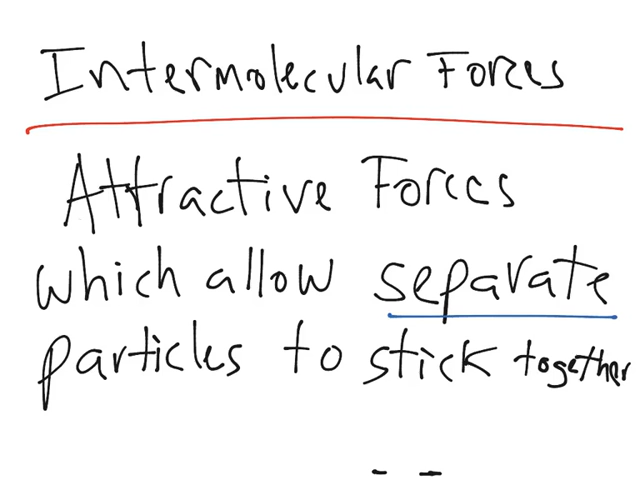 Intermolecular Forces
Attractive Forces
which allow separate
particles to stick together